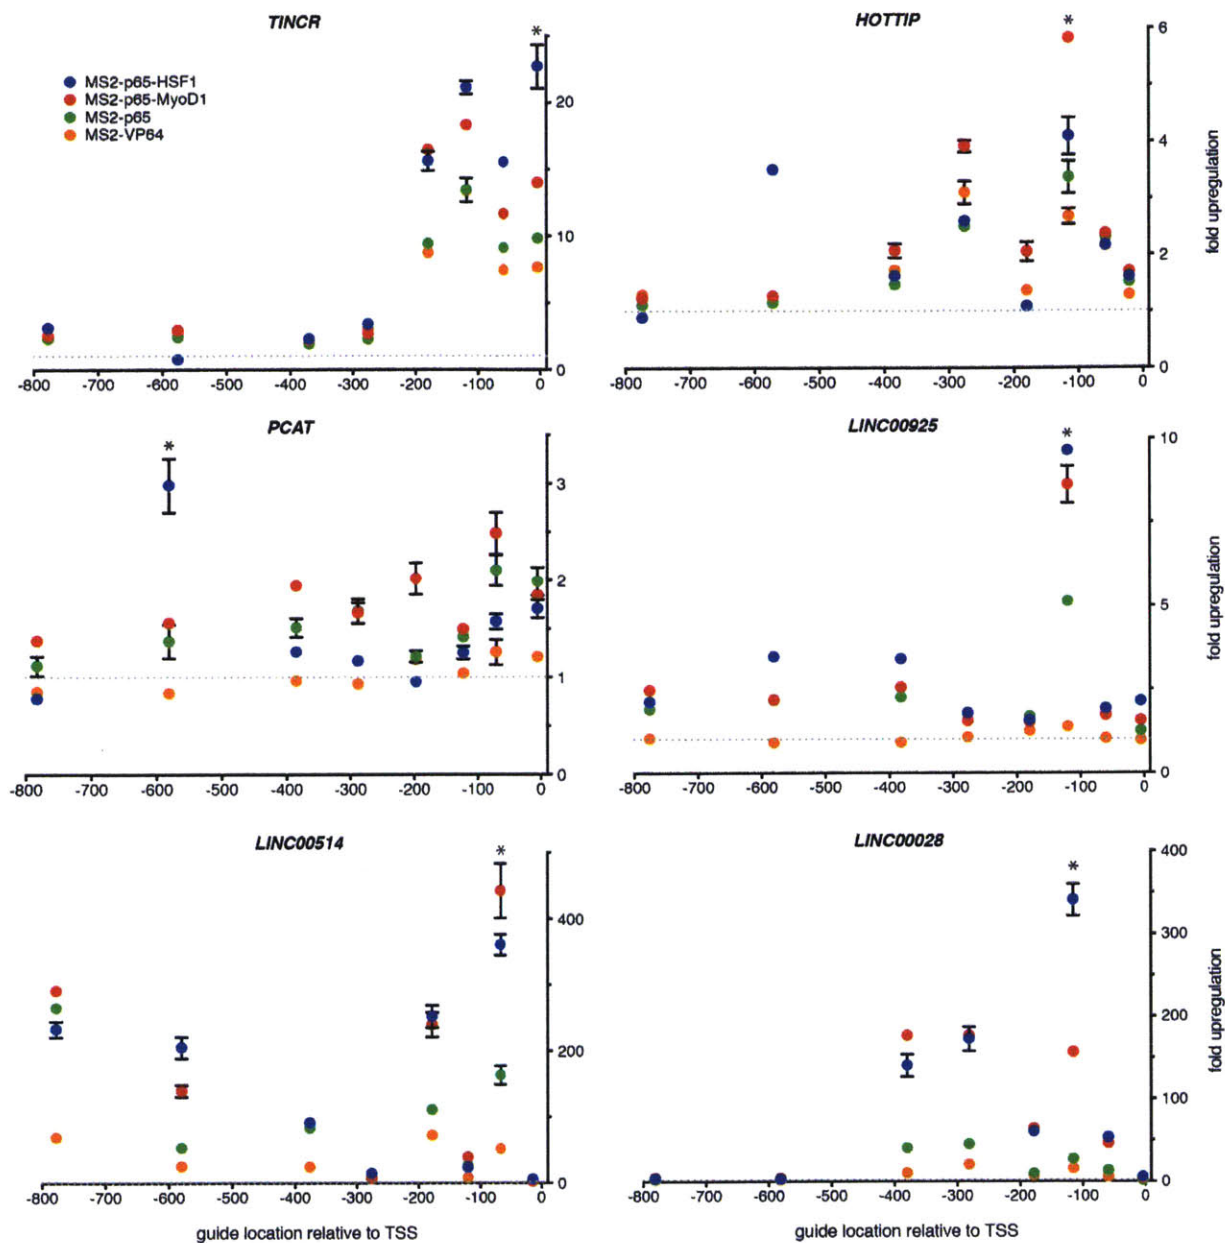 TINCR
*
MS2-p65-HSF1
MS2-p65-MyoD1
MS2-p65
MS2-VP64
20
10
0
-800 -700 -600 -500 -400 -300 -200 -100 0
HOTTIP
*
6
4
2
0
fold upregulation
-800 -700 -600 -500 -400 -300 -200 -100 0
PCAT
*
3
2
1
0
-800 -700 -600 -500 -400 -300 -200 -100 0
LINC00925
*
10
5
0
fold upregulation
-800 -700 -600 -500 -400 -300 -200 -100 0
LINC00514
*
400
200
0
-800 -700 -600 -500 -400 -300 -200 -100 0
guide location relative to TSS
LINC00028
*
400
300
200
100
0
fold upregulation
-800 -700 -600 -500 -400 -300 -200 -100 0
guide location relative to TSS